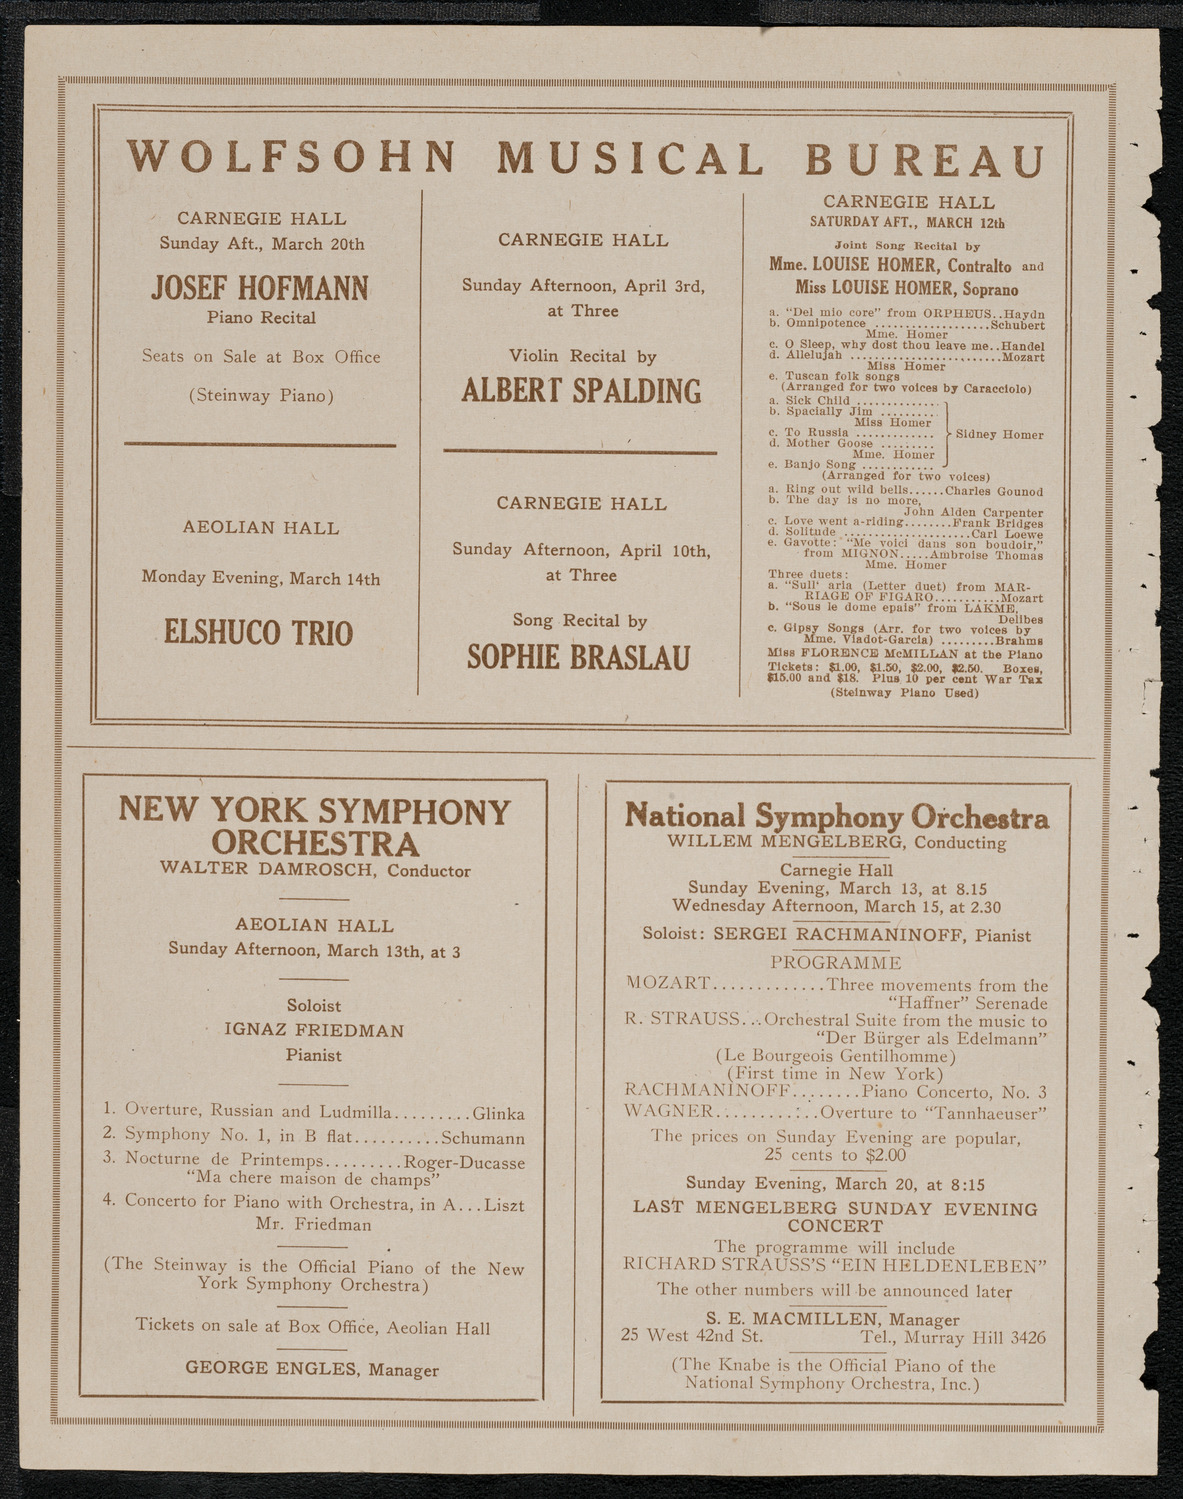 WOLFSOHN MUSICAL BUREAU
CARNEGIE HALL
Sunday Aft., March 20th
JOSEF HOFMANN
Piano Recital
Seats on Sale at Box Office
(Steinway Piano)
AEOLIAN HALL
Monday Evening, March 14th
ELSHUCO TRIO
CARNEGIE HALL
Sunday Afternoon, April 3rd,
at Three
Violin Recital by
ALBERT SPALDING
CARNEGIE HALL
Sunday Afternoon, April 10th,
at Three
Song Recital by
SOPHIE BRASLAU
CARNEGIE HALL
SATURDAY AFT., MARCH 12th
Joint Song Recital by
Mme. LOUISE HOMER, Contralto and
Miss LOUISE HOMER, Soprano
a. "Del mio core" from ORPHEUS..Haydn
b. Omnipotence ...................Schubert
Mme. Homer
c. O Sleep, why dost thou leave me..Handel
d. Allelujah .........................Mozart
Miss Homer
e. Tuscan folk songs
(Arranged for two voices by Caracciolo)
a. Sick Child ..............
b. Spacially Jim .........
Miss Homer
c. To Russia ............. Sidney Homer
d. Mother Goose .........
Mme. Homer
e. Banjo Song ............
(Arranged for two voices)
a. Ring out wild bells......Charles Gounod
b. The day is no more,
John Alden Carpenter
c. Love went a-riding........Frank Bridges
d. Solitude .....................Carl Loewe
e. Gavotte: "Me voici dans son boudoir,"
from MIGNON.....Ambroise Thomas
Mme. Homer
Three duets:
a. "Sull' aria (Letter duet) from MAR-
RIAGE OF FIGARO...........Mozart
b. "Sous le dome epais" from LAKME,
Delibes
c. Gipsy Songs (Arr. for two voices by
Mme. Viadot-Garcia) .........Brahms
Miss FLORENCE McMILLAN at the Piano
Tickets: $1.00, $1.50, $2.00, $2.50. Boxes,
$15.00 and $18. Plus 10 per cent War Tax
(Steinway Piano Used)
NEW YORK SYMPHONY
ORCHESTRA
WALTER DAMROSCH, Conductor
AEOLIAN HALL
Sunday Afternoon, March 13th, at 3
Soloist
IGNAZ FRIEDMAN
Pianist
1. Overture, Russian and Ludmilla.........Glinka
2. Symphony No. 1, in B flat..........Schumann
3. Nocturne de Printemps.........Roger-Ducasse
"Ma chere maison de champs"
4. Concerto for Piano with Orchestra, in A...Liszt
Mr. Friedman
(The Steinway is the Official Piano of the New
York Symphony Orchestra)
Tickets on sale at Box Office, Aeolian Hall
GEORGE ENGLES, Manager
National Symphony Orchestra
WILLEM MENGELBERG, Conducting
Carnegie Hall
Sunday Evening, March 13, at 8.15
Wednesday Afternoon, March 15, at 2.30
Soloist: SERGEI RACHMANINOFF, Pianist
PROGRAMME
MOZART.............Three movements from the
"Haffner" Serenade
R. STRAUSS...Orchestral Suite from the music to
"Der Bürger als Edelmann"
(Le Bourgeois Gentilhomme)
(First time in New York)
RACHMANINOFF........Piano Concerto, No. 3
WAGNER............Overture to "Tannhaeuser"
The prices on Sunday Evening are popular,
25 cents to $2.00
Sunday Evening, March 20, at 8:15
LAST MENGELBERG SUNDAY EVENING
CONCERT
The programme will include
RICHARD STRAUSS'S "EIN HELDENLEBEN"
The other numbers will be announced later
S. E. MACMILLEN, Manager
25 West 42nd St. Tel., Murray Hill 3426
(The Knabe is the Official Piano of the
National Symphony Orchestra, Inc.)